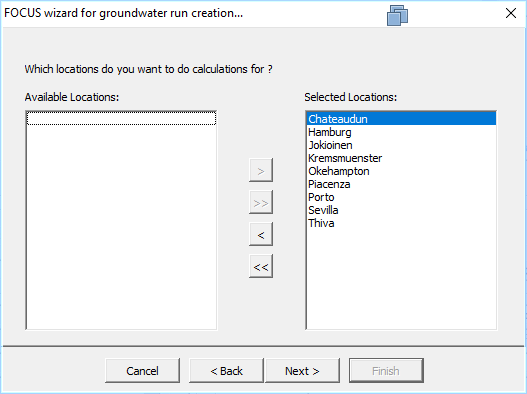 FOCUS wizard for groundwater run creation...
Which locations do you want to do calculations for ?
Available Locations:
Selected Locations:
Chateaudun
Hamburg
Jokioinen
Kremsmuenster
Okehampton
Piacenza
Porto
Sevilla
Thiva
>
>>
<
<<
Cancel
< Back
Next >
Finish